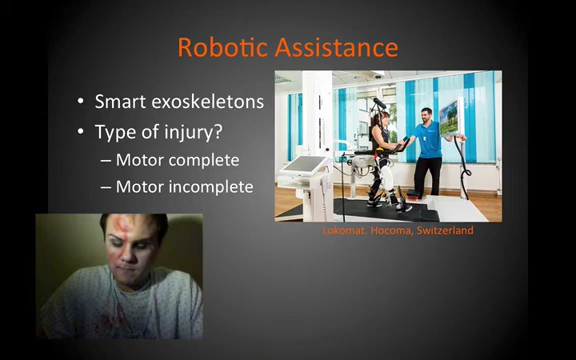 Robotic Assistance
• Smart exoskeletons
• Type of injury?
– Motor complete
– Motor incomplete
Lokomat. Hocoma, Switzerland